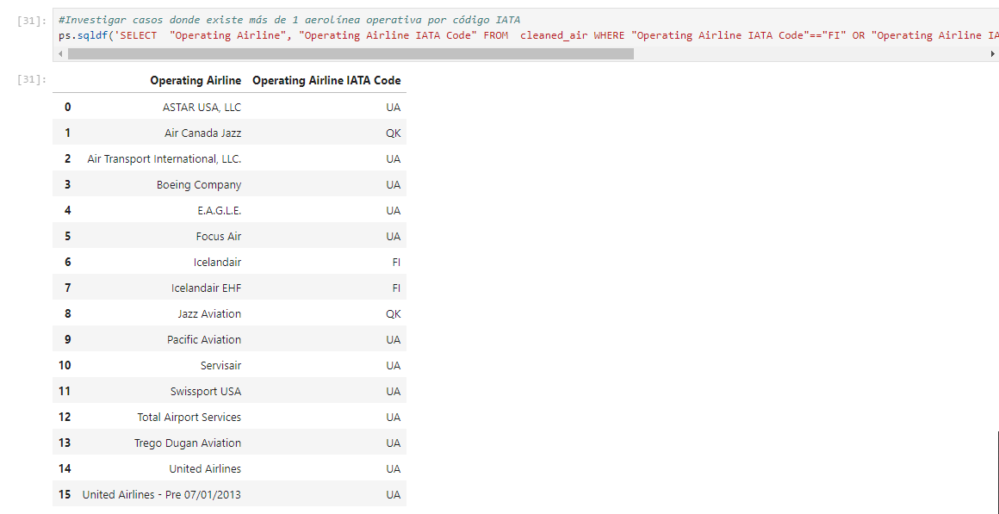 [31]: #Investigar casos donde existe más de 1 aerolínea operativa por código IATA
ps.sqldf('SELECT "Operating Airline", "Operating Airline IATA Code" FROM cleaned_air WHERE "Operating Airline IATA Code"=="FI" OR "Operating Airline IA
[31]:
Operating Airline Operating Airline IATA Code
0 ASTAR USA, LLC UA
1 Air Canada Jazz QK
2 Air Transport International, LLC. UA
3 Boeing Company UA
4 E.A.G.L.E. UA
5 Focus Air UA
6 Icelandair FI
7 Icelandair EHF FI
8 Jazz Aviation QK
9 Pacific Aviation UA
10 Servisair UA
11 Swissport USA UA
12 Total Airport Services UA
13 Trego Dugan Aviation UA
14 United Airlines UA
15 United Airlines - Pre 07/01/2013 UA